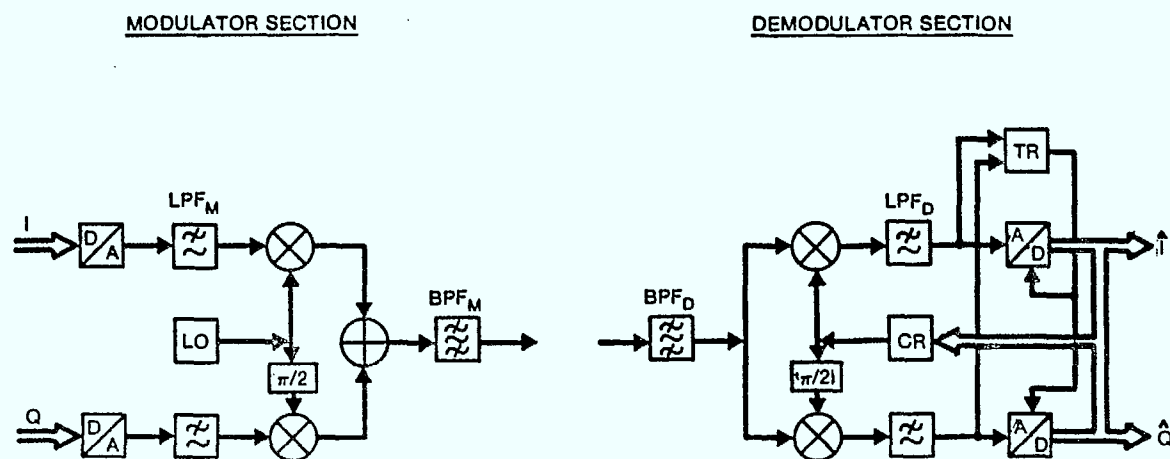 MODULATOR SECTION
DEMODULATOR SECTION
TR
LPF_M
LPF_D
I
D/A
A/D
Î
BPF_M
BPF_D
LO
CR
π/2
(π/2)
Q
D/A
A/D
Q̂